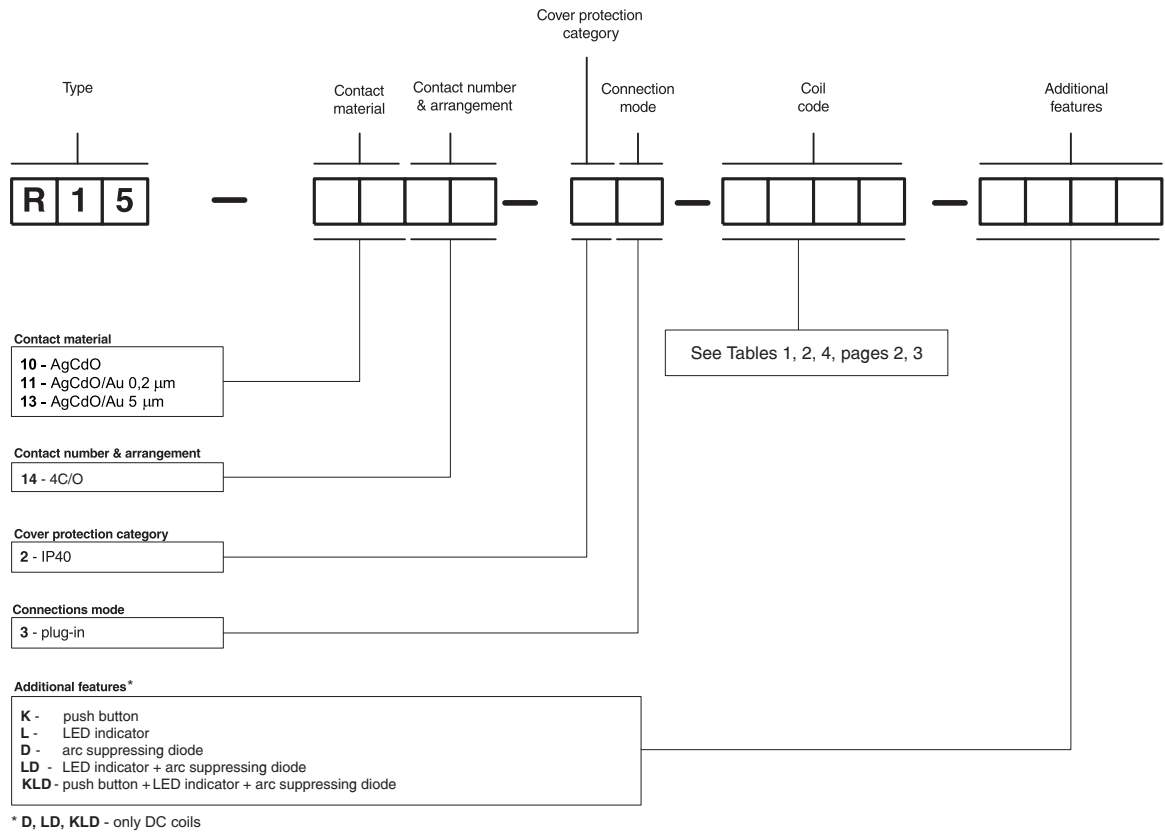 Cover protection
category
Type
Contact
material
Contact number
& arrangement
Connection
mode
Coil
code
Additional
features
R 1 5 – – – –
Contact material
10 - AgCdO
11 - AgCdO/Au 0,2 μm
13 - AgCdO/Au 5 μm
See Tables 1, 2, 4, pages 2, 3
Contact number & arrangement
14 - 4C/O
Cover protection category
2 - IP40
Connections mode
3 - plug-in
Additional features*
K - push button
L - LED indicator
D - arc suppressing diode
LD - LED indicator + arc suppressing diode
KLD - push button + LED indicator + arc suppressing diode
* D, LD, KLD - only DC coils